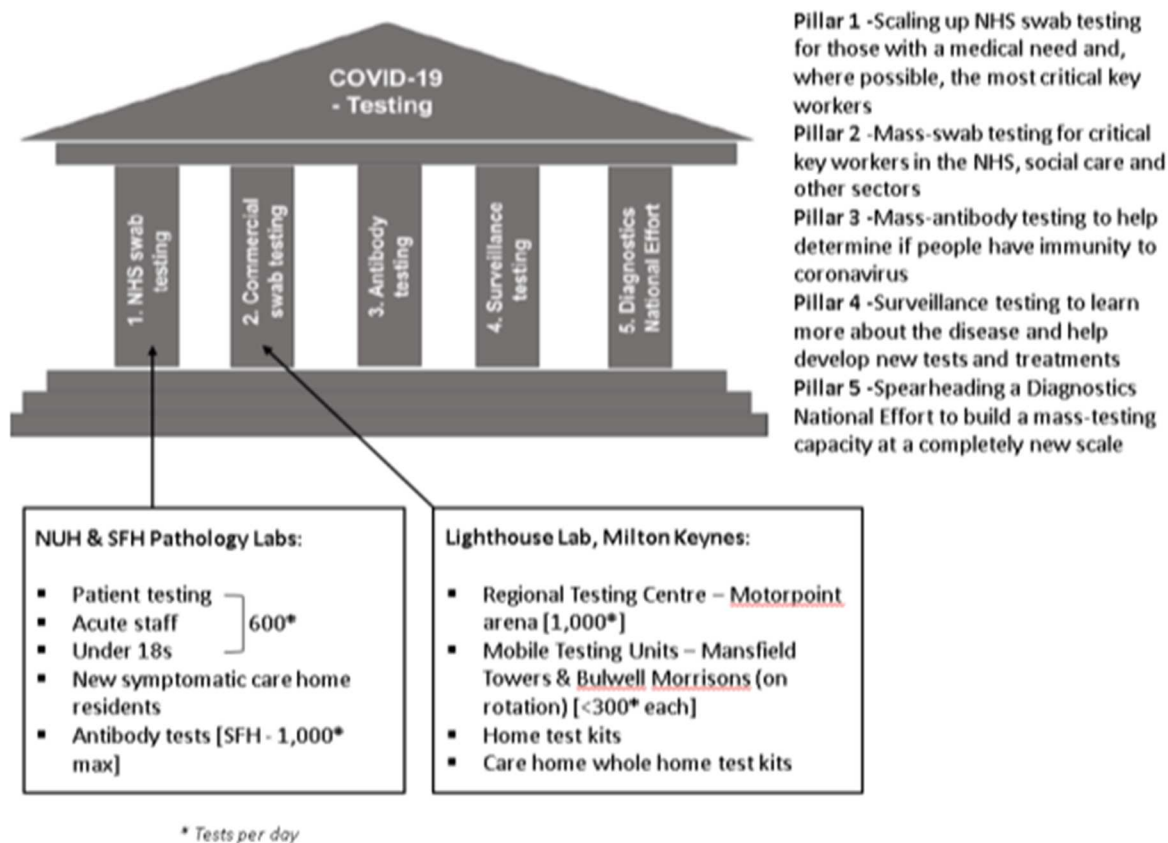 COVID-19
- Testing
1. NHS swab
testing
2. Commercial
swab testing
3. Antibody
testing
4. Surveillance
testing
5. Diagnostics
National Effort
Pillar 1 -Scaling up NHS swab testing
for those with a medical need and,
where possible, the most critical key
workers
Pillar 2 -Mass-swab testing for critical
key workers in the NHS, social care and
other sectors
Pillar 3 -Mass-antibody testing to help
determine if people have immunity to
coronavirus
Pillar 4 -Surveillance testing to learn
more about the disease and help
develop new tests and treatments
Pillar 5 -Spearheading a Diagnostics
National Effort to build a mass-testing
capacity at a completely new scale
NUH & SFH Pathology Labs:
▪ Patient testing
▪ Acute staff
600*
▪ Under 18s
▪ New symptomatic care home
residents
▪ Antibody tests [SFH - 1,000*
max]
Lighthouse Lab, Milton Keynes:
▪ Regional Testing Centre – Motorpoint
arena [1,000*]
▪ Mobile Testing Units – Mansfield
Towers & Bulwell Morrisons (on
rotation) [<300* each]
▪ Home test kits
▪ Care home whole home test kits
* Tests per day